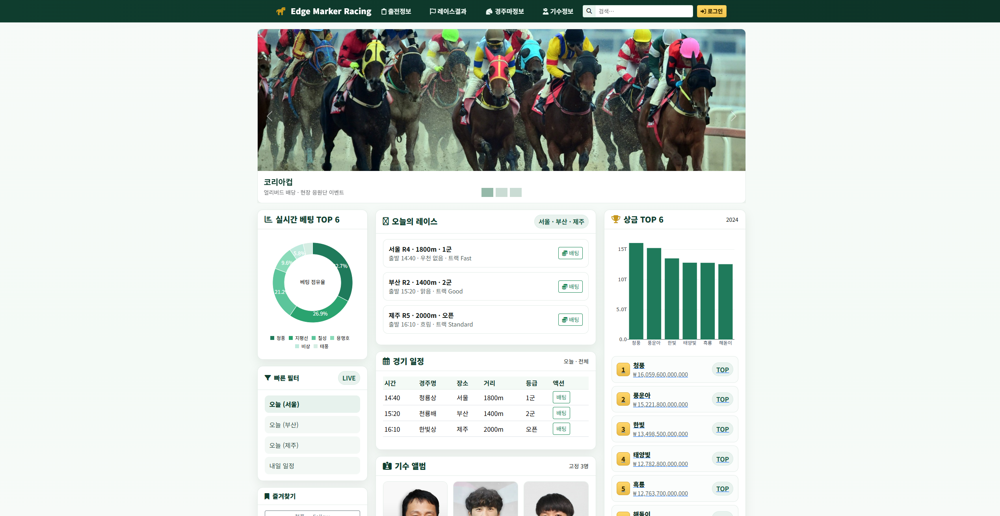 Edge Marker Racing
출전정보
레이스결과
경주마정보
기수정보
검색…
로그인
코리아컵
얼리버드 배당 · 현장 응원단 이벤트
실시간 베팅 TOP 6
5.8%
9.6%
2.7%
베팅 점유율
21.2%
26.9%
청풍 지평선 칠성 용맹호
비상 태풍
빠른 필터
LIVE
오늘 (서울)
오늘 (부산)
오늘 (제주)
내일 일정
즐겨찾기
오늘의 레이스
서울 · 부산 · 제주
서울 R4 · 1800m · 1군
출발 14:40 · 우천 없음 · 트랙 Fast
배팅
부산 R2 · 1400m · 2군
출발 15:20 · 맑음 · 트랙 Good
배팅
제주 R5 · 2000m · 오픈
출발 16:10 · 흐림 · 트랙 Standard
배팅
경기 일정
오늘 · 전체
시간 경주명 장소 거리 등급 액션
14:40 청룡상 서울 1800m 1군 배팅
15:20 천룡배 부산 1400m 2군 배팅
16:10 한빛상 제주 2000m 오픈 배팅
기수 앨범
고정 3명
상금 TOP 6
2024
15T
10T
5.0T
0.0
청풍 풍운아 한빛 태양빛 흑룡 해돋이
1
청풍
₩16,059,600,000,000
TOP
2
풍운아
₩15,221,800,000,000
TOP
3
한빛
₩13,498,500,000,000
TOP
4
태양빛
₩12,782,800,000,000
TOP
5
흑룡
₩12,763,700,000,000
TOP
해돋이